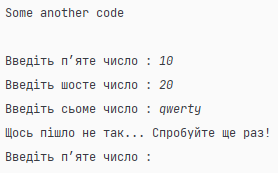 Some another code
Введіть п’яте число : 10
Введіть шосте число : 20
Введіть сьоме число : qwerty
Щось пішло не так... Спробуйте ще раз!
Введіть п’яте число :